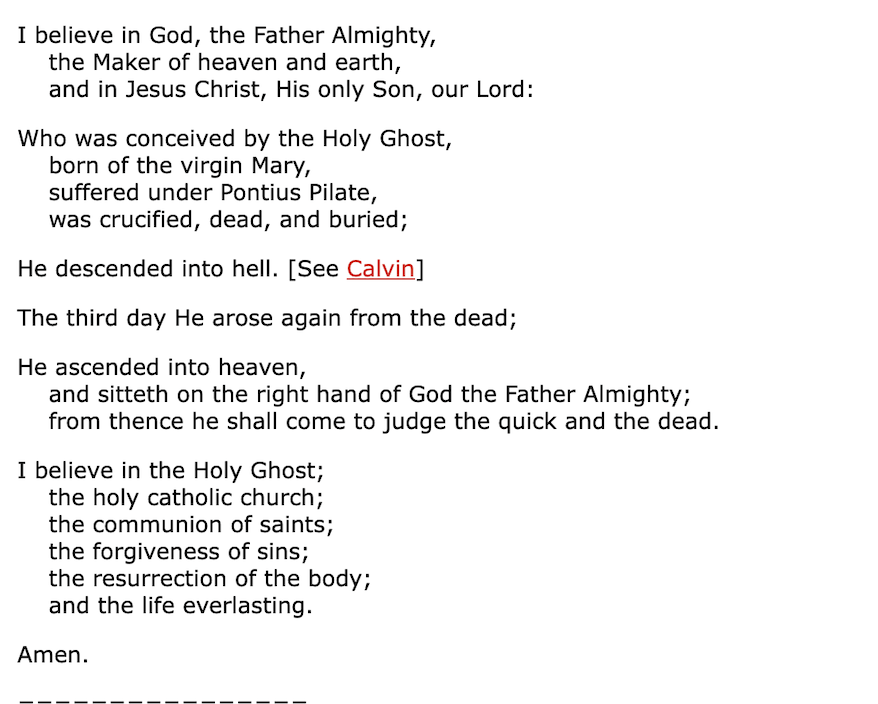 I believe in God, the Father Almighty,
the Maker of heaven and earth,
and in Jesus Christ, His only Son, our Lord:
Who was conceived by the Holy Ghost,
born of the virgin Mary,
suffered under Pontius Pilate,
was crucified, dead, and buried;
He descended into hell. [See Calvin]
The third day He arose again from the dead;
He ascended into heaven,
and sitteth on the right hand of God the Father Almighty;
from thence he shall come to judge the quick and the dead.
I believe in the Holy Ghost;
the holy catholic church;
the communion of saints;
the forgiveness of sins;
the resurrection of the body;
and the life everlasting.
Amen.
________________